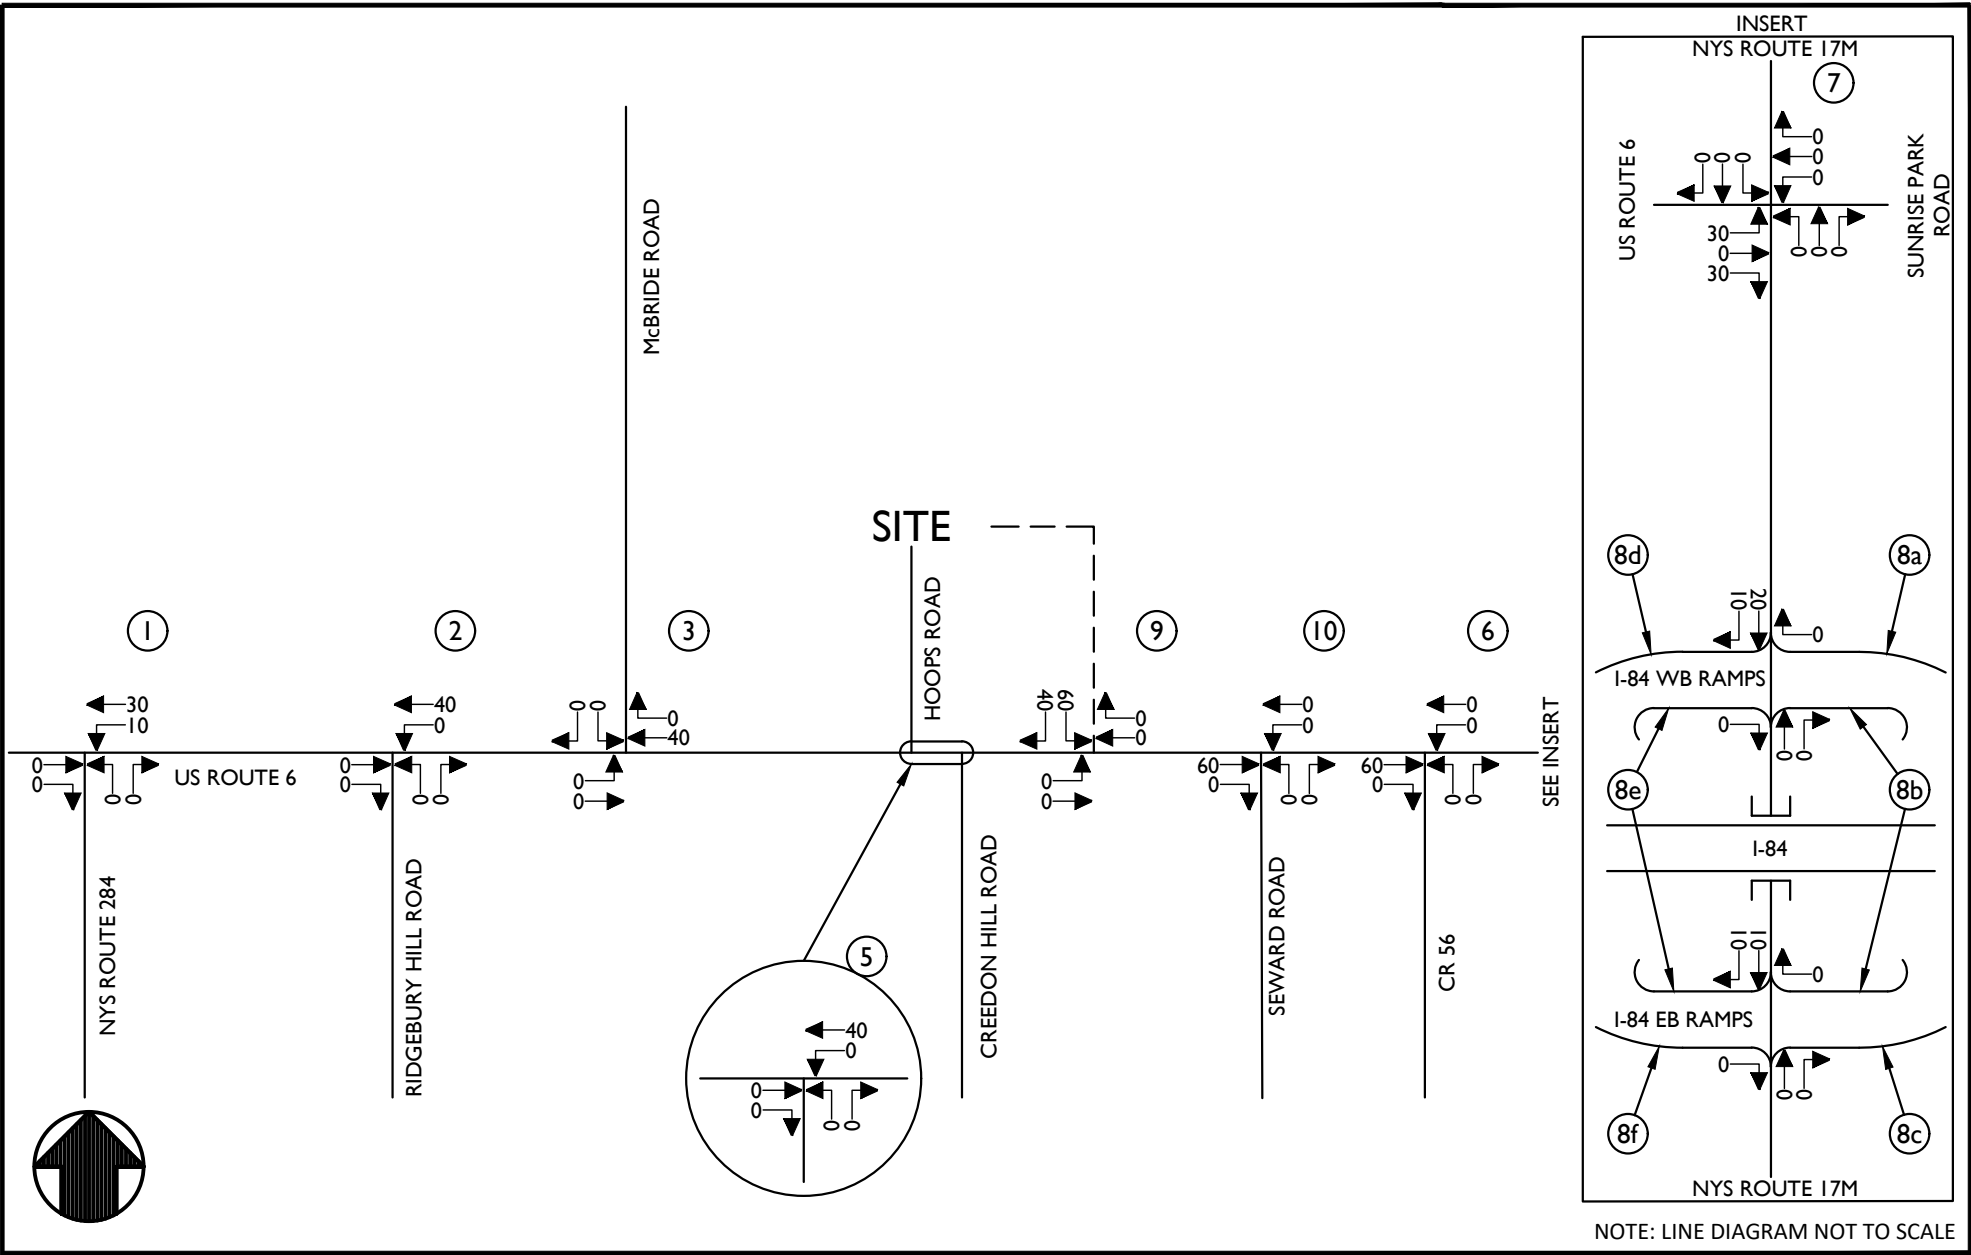 INSERT
NYS ROUTE 17M
7
US ROUTE 6
SUNRISE PARK
ROAD
0
0
0
0 0 0
30
0
30
0 0 0
McBRIDE ROAD
SITE
HOOPS ROAD
8d
8a
10 20
0
I-84 WB RAMPS
0
0 0
8e
8b
I-84
10 10
0
I-84 EB RAMPS
0
0 0
8f
8c
NYS ROUTE 17M
1
2
3
9
10
6
30
10
0
0
0 0
US ROUTE 6
NYS ROUTE 284
40
0
0
0
0 0
RIDGEBURY HILL ROAD
0 0
0
40
0
0
40 60
0
0
0
0
0
0
60
0
0 0
SEWARD ROAD
0
0
60
0
0 0
CR 56
SEE INSERT
CREEDON HILL ROAD
5
40
0
0
0
0 0
NOTE: LINE DIAGRAM NOT TO SCALE